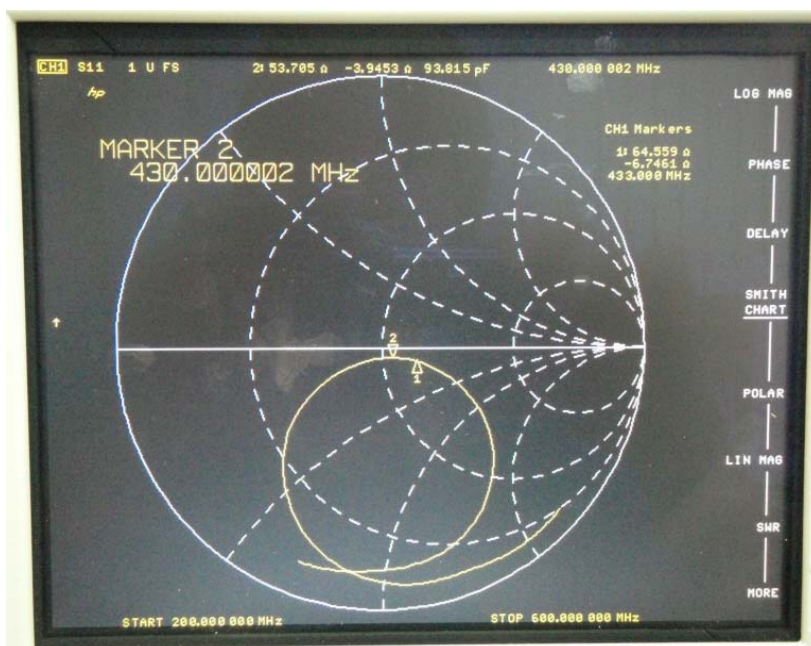 CH1 S11 1 U FS 2: 53.705 Ω -3.9453 Ω 93.815 pF 430.000 002 MHz
hp
MARKER 2
430.000002 MHz
CH1 Markers
1: 64.559 Ω
-6.7461 Ω
433.000 MHz
LOG MAG
PHASE
DELAY
SMITH
CHART
POLAR
LIN MAG
SWR
MORE
2
1
START 200.000 000 MHz STOP 600.000 000 MHz